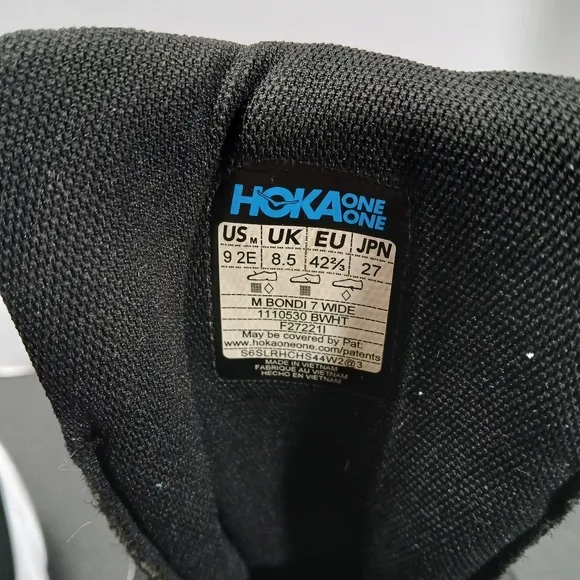 HOKA ONE ONE
US M UK EU JPN
9 2E 8.5 42⅔ 27
M BONDI 7 WIDE
1110530 BWHT
F27221I
May be covered by Pat:
www.hokaoneone.com/patents
S6SLRHCHS44W2@3
MADE IN VIETNAM
FABRIQUÉ AU VIETNAM
HECHO EN VIETNAM